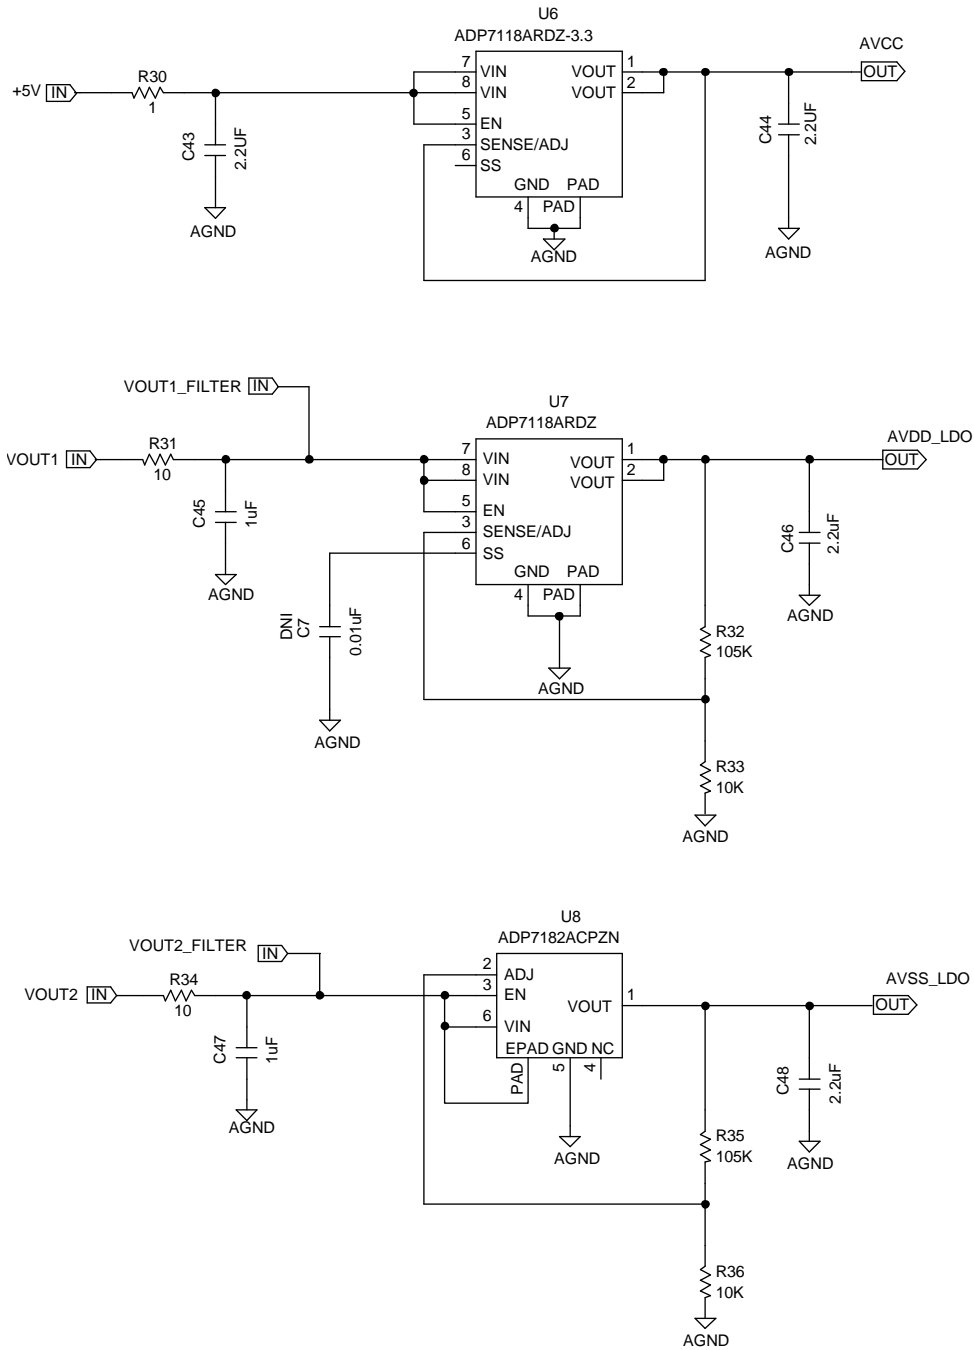 U6
ADP7118ARDZ-3.3
AVCC
+5V IN
R30
1
7 VIN
8 VIN
5 EN
3 SENSE/ADJ
6 SS
VOUT 1
VOUT 2
OUT
C43
2.2UF
C44
2.2UF
GND PAD
4 PAD
AGND
AGND
AGND
VOUT1_FILTER IN
U7
ADP7118ARDZ
AVDD_LDO
VOUT1 IN
R31
10
7 VIN
8 VIN
5 EN
3 SENSE/ADJ
6 SS
VOUT 1
VOUT 2
OUT
C45
1uF
C46
2.2uF
GND PAD
4 PAD
AGND
AGND
DNI
C7
0.01uF
R32
105K
AGND
AGND
R33
10K
AGND
U8
ADP7182ACPZN
VOUT2_FILTER IN
AVSS_LDO
VOUT2 IN
R34
10
2 ADJ
3 EN
6 VIN
VOUT 1
OUT
EPAD GND NC
PAD
5
4
C47
1uF
C48
2.2uF
AGND
AGND
AGND
R35
105K
R36
10K
AGND